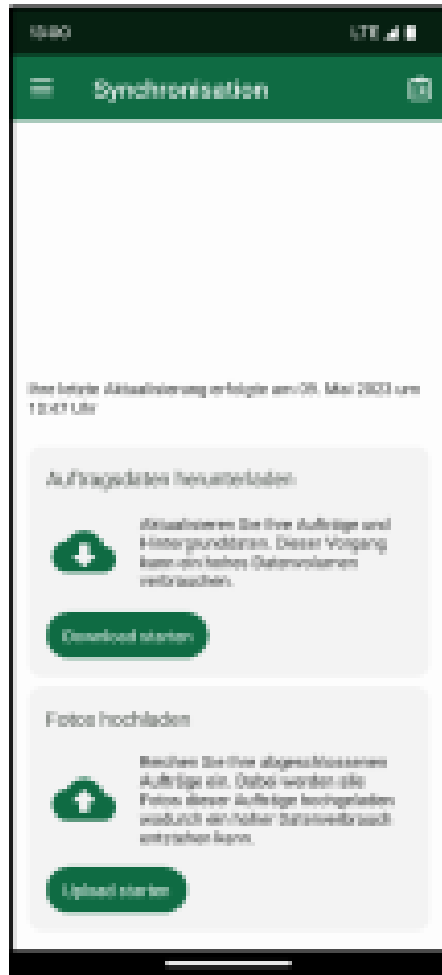 LTE
Synchronisation
Ihre letzte Aktualisierung erfolgte am Mai 2023 um
Uhr
Auftragsdaten herunterladen
Aktualisieren Sie Ihre Aufträge und
Hintergrunddaten. Dieser Vorgang
kann ein hohes Datenvolumen
verbrauchen.
Download starten
Fotos hochladen
Reichen Sie Ihre abgeschlossenen
Aufträge ein. Dabei werden alle
Fotos dieser Aufträge hochgeladen
wodurch ein hoher Datenverbrauch
entstehen kann.
Upload starten